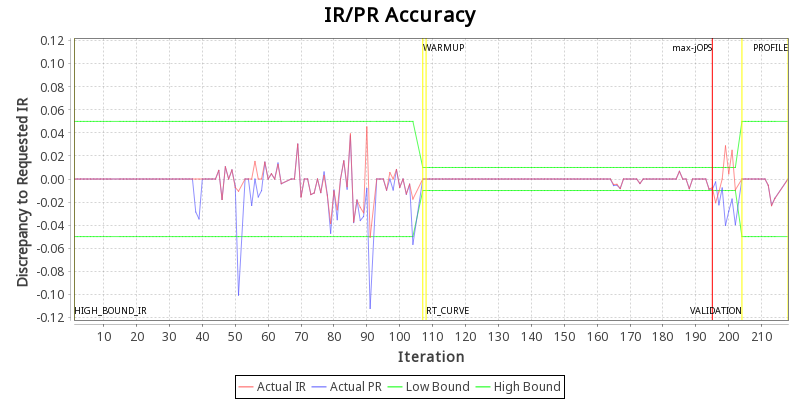 IR/PR Accuracy
Discrepancy to Requested IR
0.12
0.10
0.08
0.06
0.04
0.02
0.00
-0.02
-0.04
-0.06
-0.08
-0.10
-0.12
WARMUP
max-jOPS
PROFILE
HIGH_BOUND_IR
RT_CURVE
VALIDATION
10 20 30 40 50 60 70 80 90 100 110 120 130 140 150 160 170 180 190 200 210
Iteration
Actual IR Actual PR Low Bound High Bound